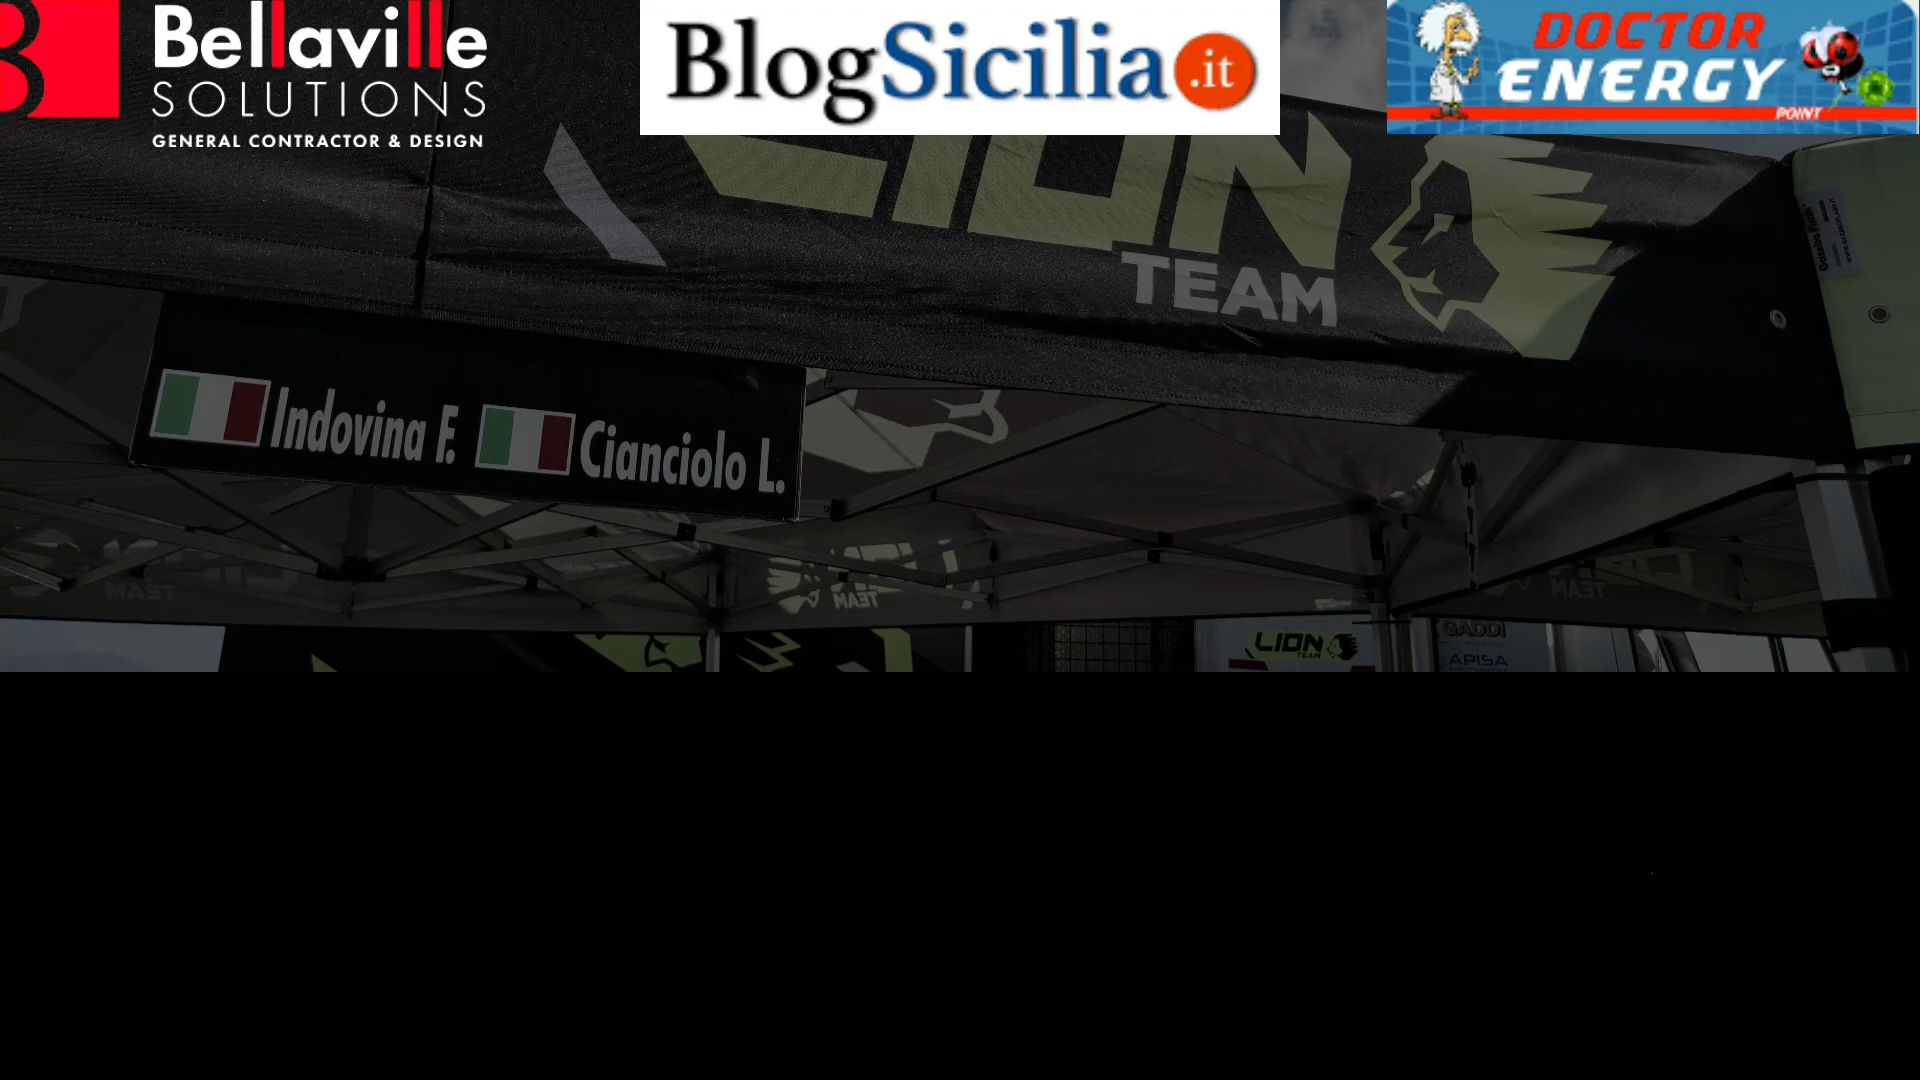 Bellaville
SOLUTIONS
GENERAL CONTRACTOR & DESIGN
BlogSicilia.it
DOCTOR
ENERGY
POINT
LION
TEAM
Indovina F. Cianciolo L.
TEAM
TEAM
TEAM
LION
TEAM
GADDI
APISA